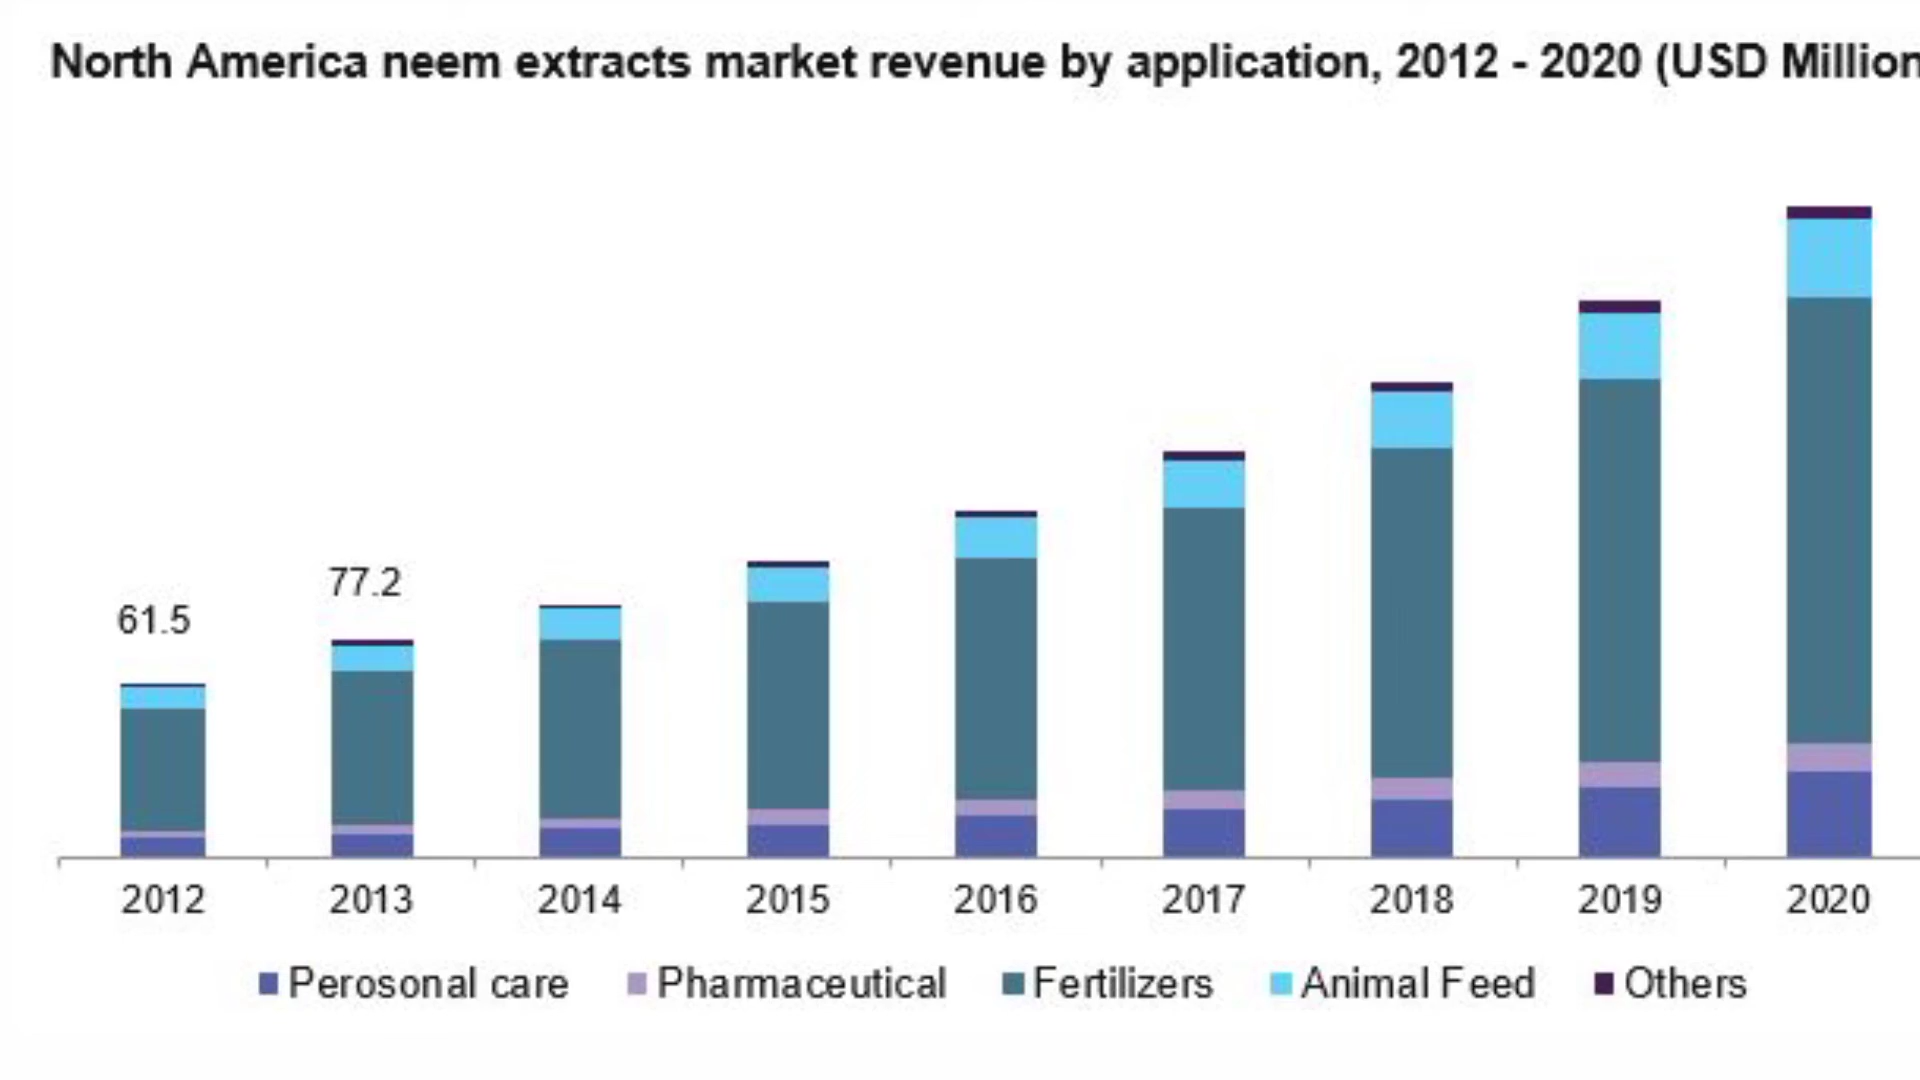 North America neem extracts market revenue by application, 2012 - 2020 (USD Million
77.2
61.5
2012 2013 2014 2015 2016 2017 2018 2019 2020
Perosonal care Pharmaceutical Fertilizers Animal Feed Others